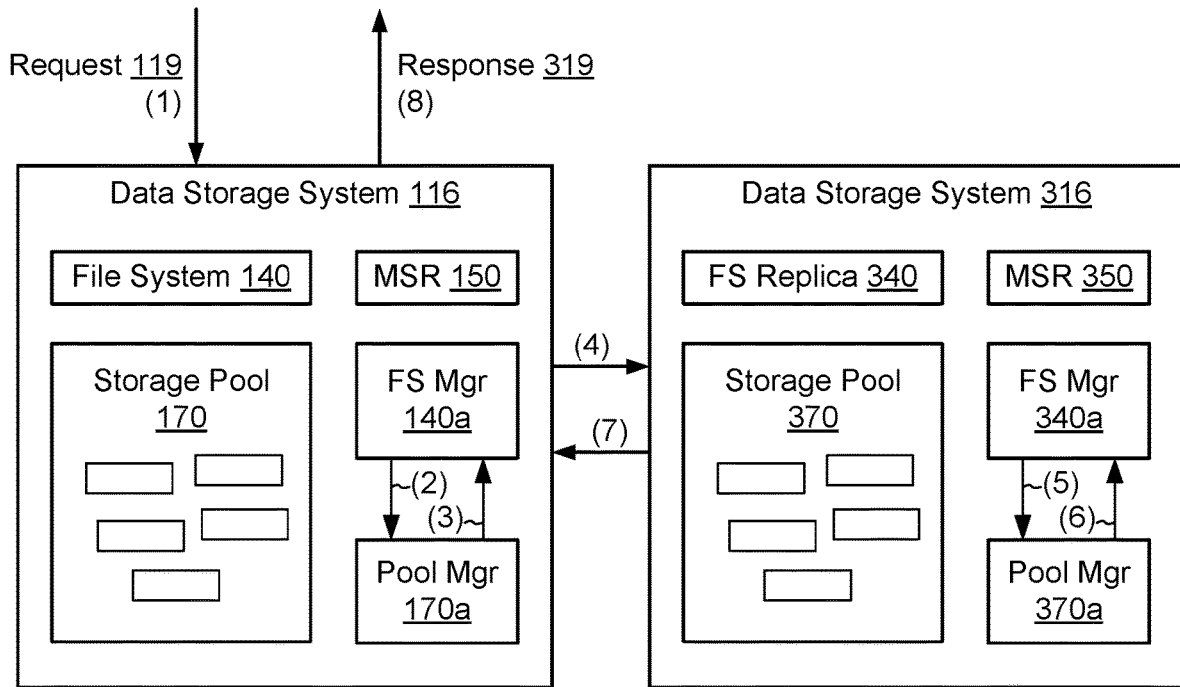 Request 119
(1)
Response 319
(8)
Data Storage System 116
File System 140
MSR 150
Storage Pool
170
FS Mgr
140a
(2)
(3)
Pool Mgr
170a
(4)
(7)
Data Storage System 316
FS Replica 340
MSR 350
Storage Pool
370
FS Mgr
340a
(5)
(6)
Pool Mgr
370a